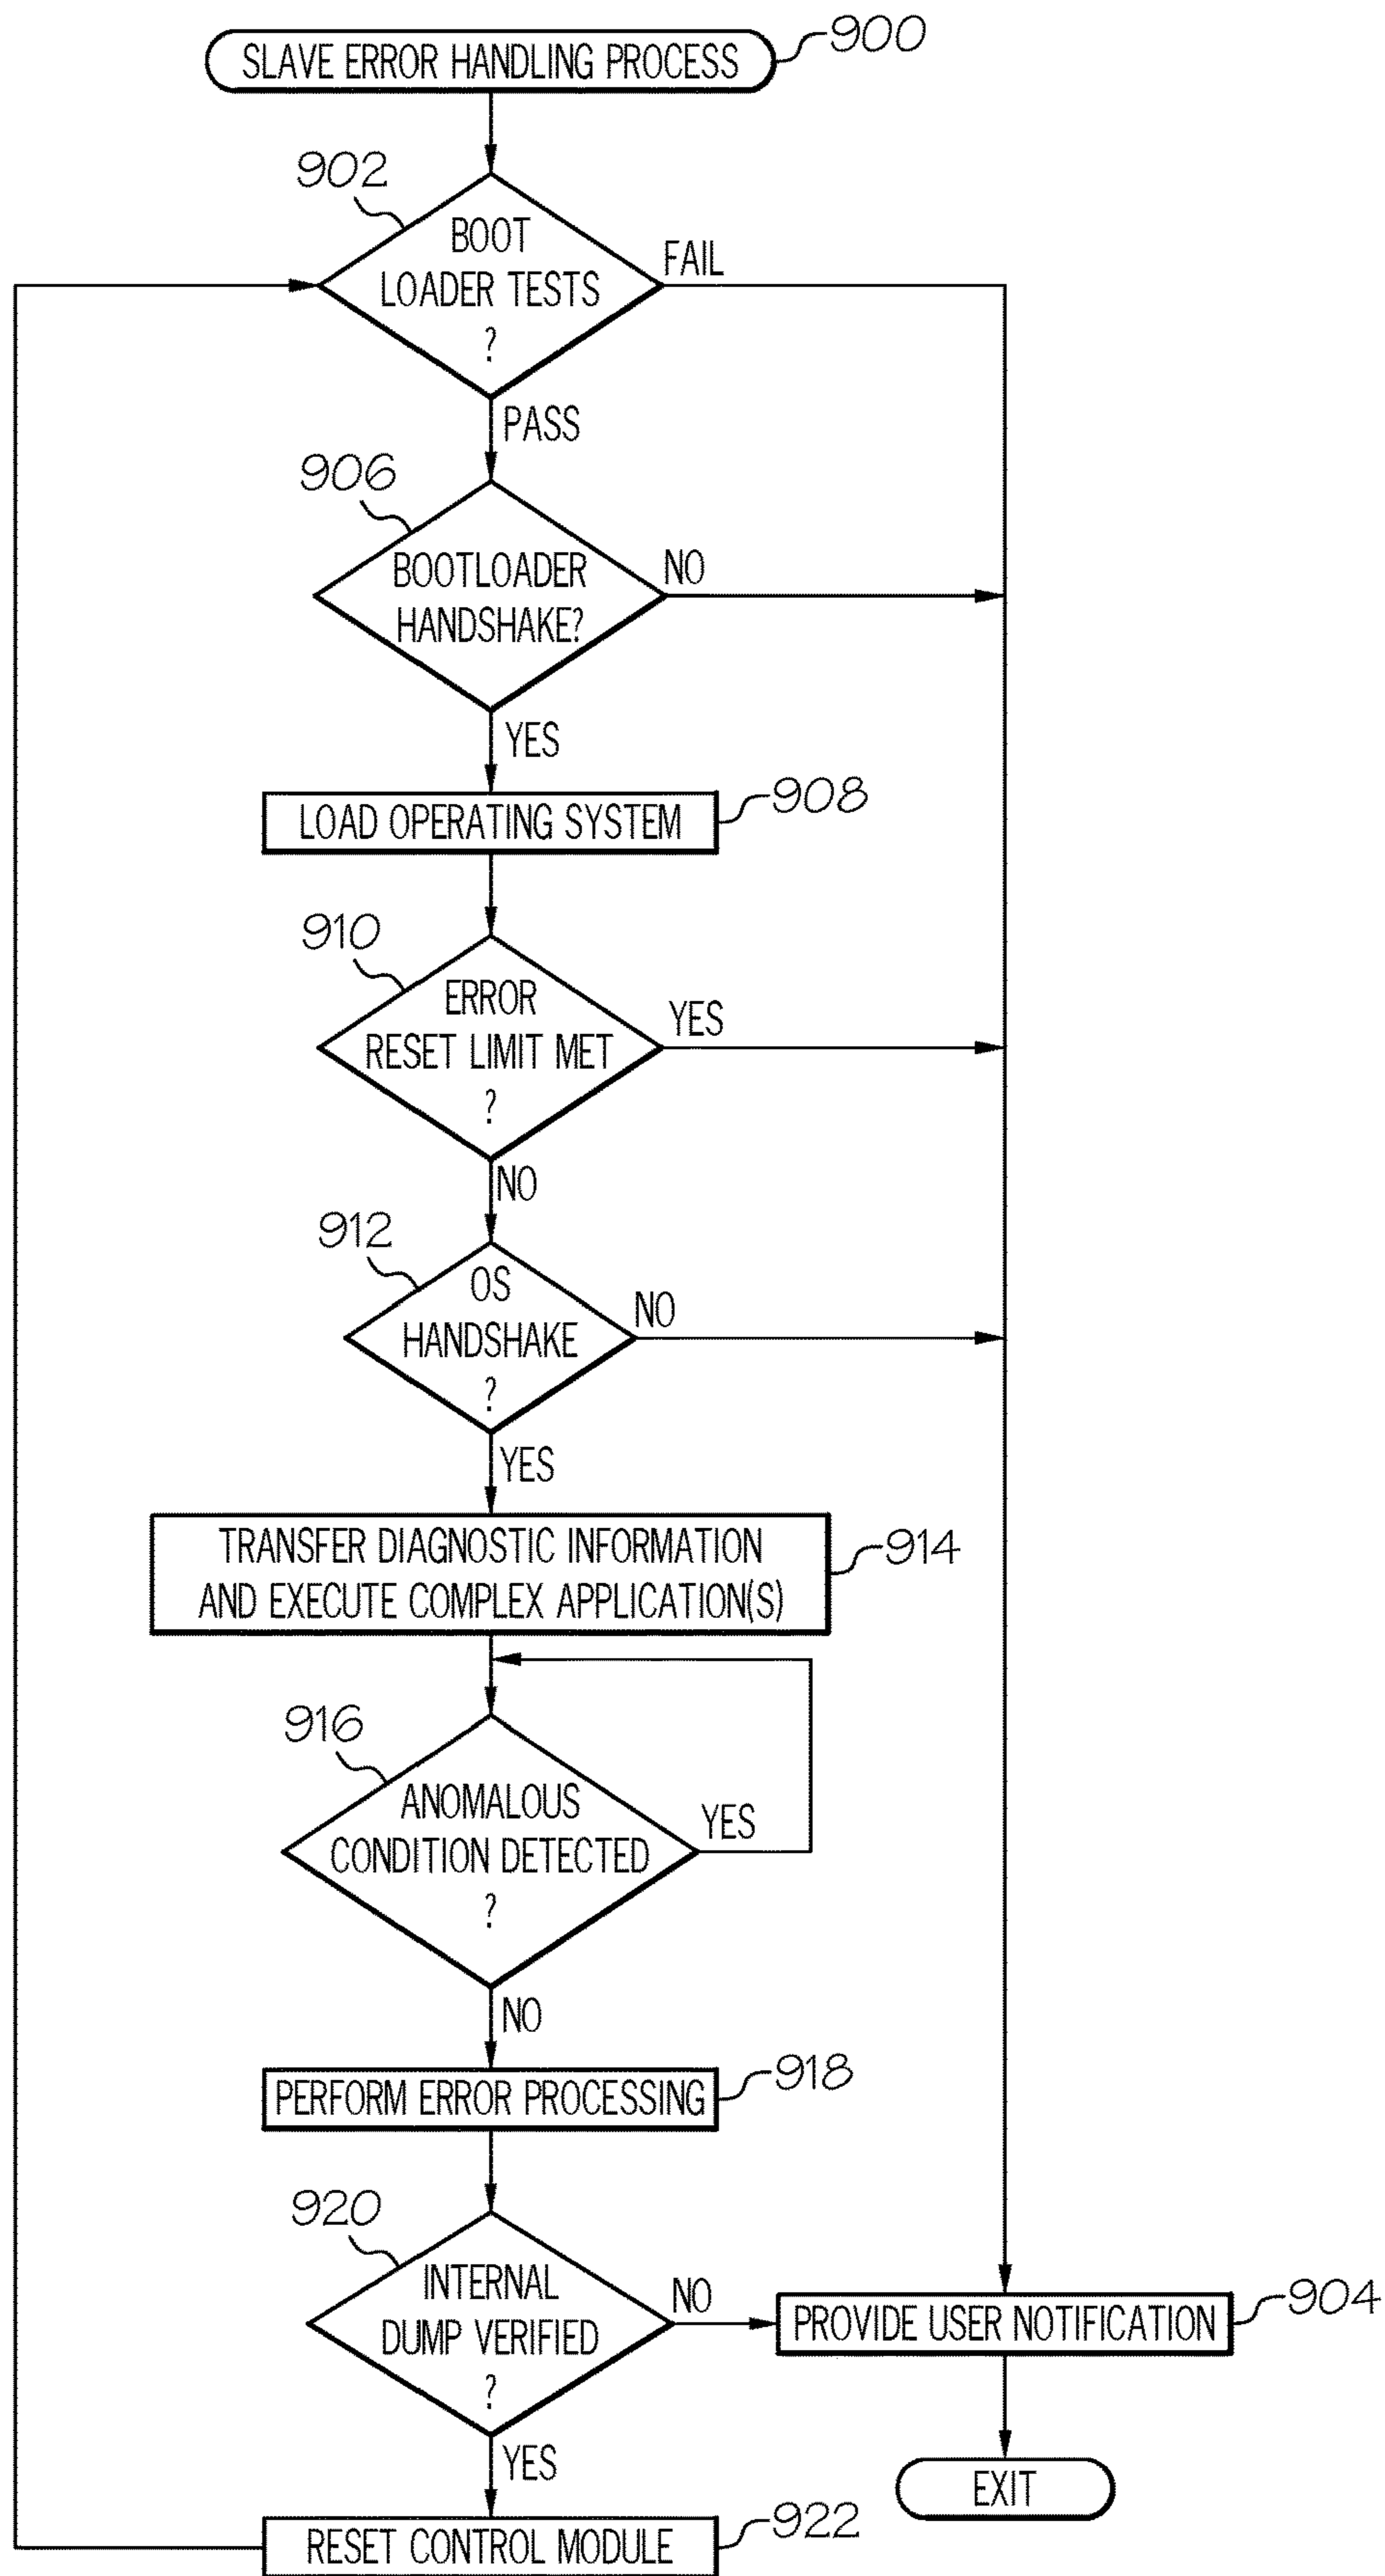 SLAVE ERROR HANDLING PROCESS
900
902
BOOT
LOADER TESTS
?
FAIL
PASS
906
BOOTLOADER
HANDSHAKE?
NO
YES
LOAD OPERATING SYSTEM
908
910
ERROR
RESET LIMIT MET
?
YES
NO
912
OS
HANDSHAKE
?
NO
YES
TRANSFER DIAGNOSTIC INFORMATION
AND EXECUTE COMPLEX APPLICATION(S)
914
916
ANOMALOUS
CONDITION DETECTED
?
YES
NO
PERFORM ERROR PROCESSING
918
920
INTERNAL
DUMP VERIFIED
?
NO
PROVIDE USER NOTIFICATION
904
YES
EXIT
RESET CONTROL MODULE
922